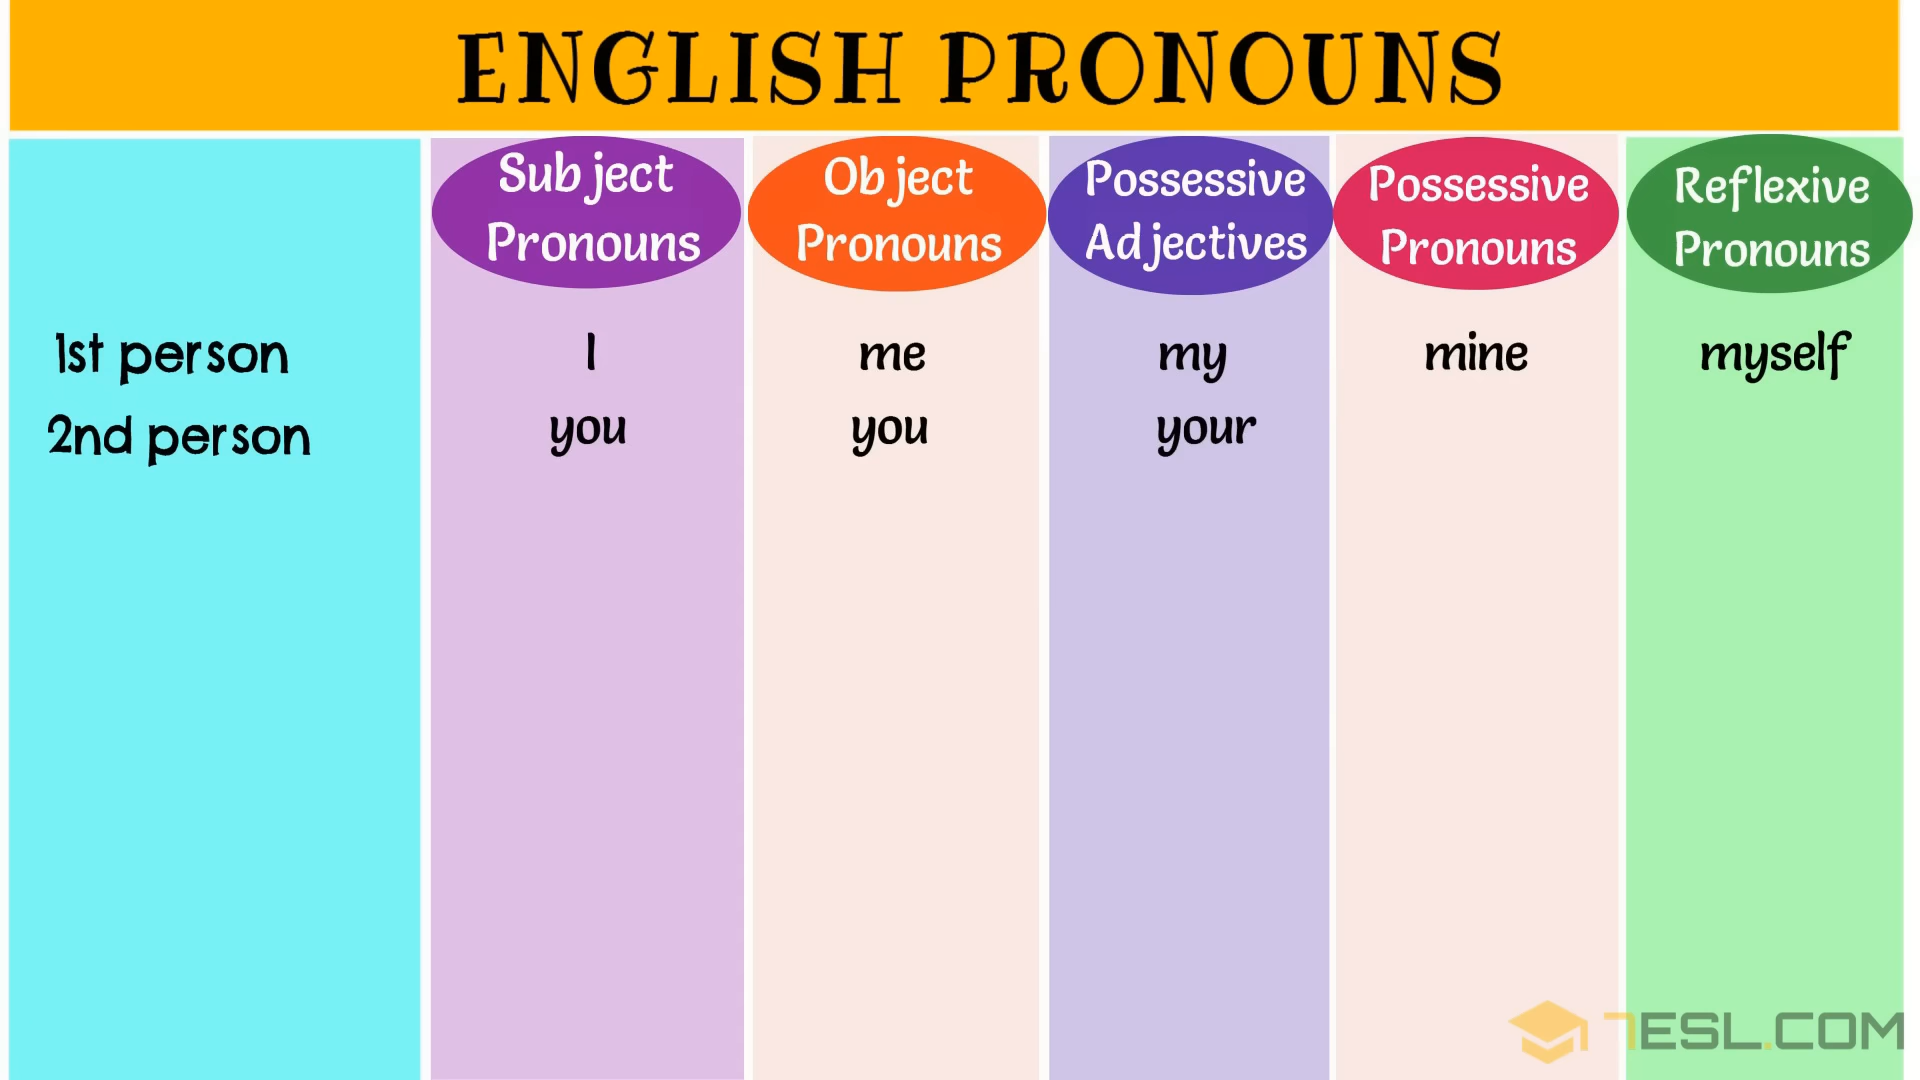 ENGLISH PRONOUNS
Subject
Pronouns
Object
Pronouns
Possessive
Adjectives
Possessive
Pronouns
Reflexive
Pronouns
1st person I me my mine myself
2nd person you you your
7ESL.COM